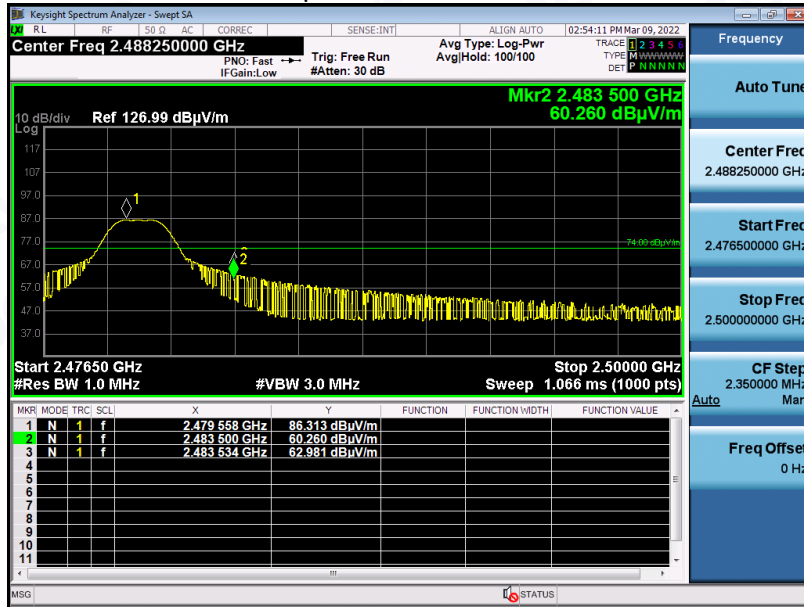 Keysight Spectrum Analyzer - Swept SA
LXI RL RF 50 Ω AC CORREC SENSE:INT ALIGN AUTO 02:54:11 PM Mar 09, 2022
Center Freq 2.488250000 GHz
PNO: Fast
IFGain:Low
Trig: Free Run
#Atten: 30 dB
Avg Type: Log-Pwr
Avg|Hold: 100/100
TRACE 1 2 3 4 5 6
TYPE M WWWWW
DET P N N N N N
Mkr2 2.483 500 GHz
60.260 dBµV/m
10 dB/div Ref 126.99 dBµV/m
Log
117
107
97.0
87.0
77.0
67.0
57.0
47.0
37.0
1
2
74.00 dBµV/m
Start 2.47650 GHz Stop 2.50000 GHz
#Res BW 1.0 MHz #VBW 3.0 MHz Sweep 1.066 ms (1000 pts)
MKR MODE TRC SCL X Y FUNCTION FUNCTION WIDTH FUNCTION VALUE
1 N 1 f 2.479 558 GHz 86.313 dBµV/m
2 N 1 f 2.483 500 GHz 60.260 dBµV/m
3 N 1 f 2.483 534 GHz 62.981 dBµV/m
4
5
6
7
8
9
10
11
MSG STATUS
Frequency
Auto Tune
Center Freq
2.488250000 GHz
Start Freq
2.476500000 GHz
Stop Freq
2.500000000 GHz
CF Step
2.350000 MHz
Auto Man
Freq Offset
0 Hz